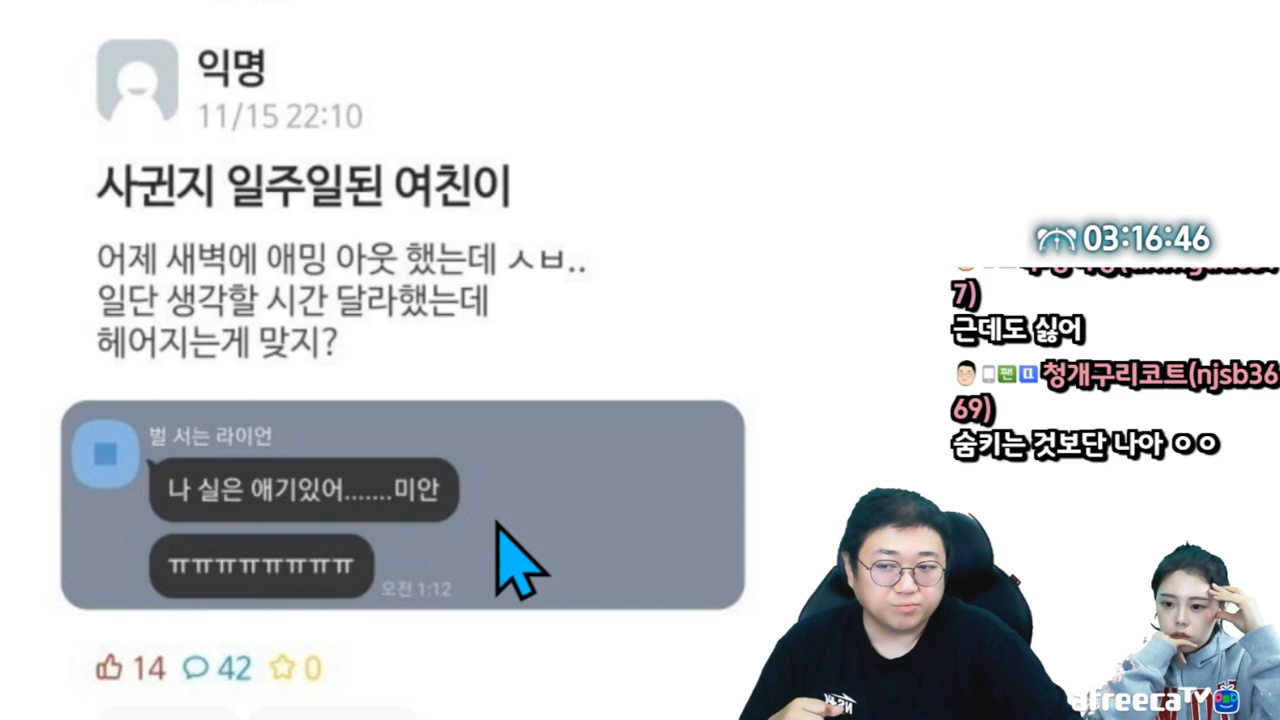 익명
11/15 22:10
사귄지 일주일된 여친이
어제 새벽에 애밍 아웃 했는데 ㅅㅂ..
일단 생각할 시간 달라했는데
헤어지는게 맞지?
벌 서는 라이언
나 실은 애기있어.......미안
ㅠㅠㅠㅠㅠㅠㅠㅠ
오전 1:12
14 42 0
03:16:46
7)
근데도 싫어
팬 청개구리코트(njsb36
69)
숨키는 것보단 나아 ㅇㅇ
afreecaTV